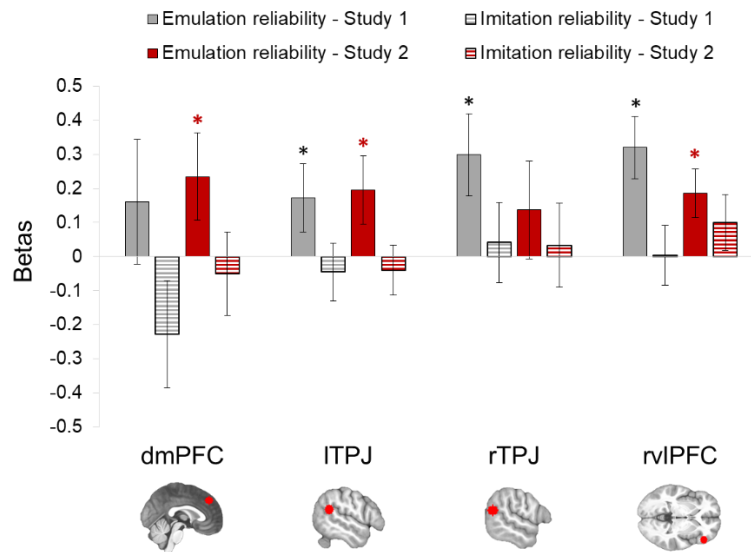 Emulation reliability - Study 1 Imitation reliability - Study 1
Emulation reliability - Study 2 Imitation reliability - Study 2
0.5
0.4
0.3
0.2
0.1
0
-0.1
-0.2
-0.3
-0.4
-0.5
Betas
* * * * * *
dmPFC lTPJ rTPJ rvlPFC